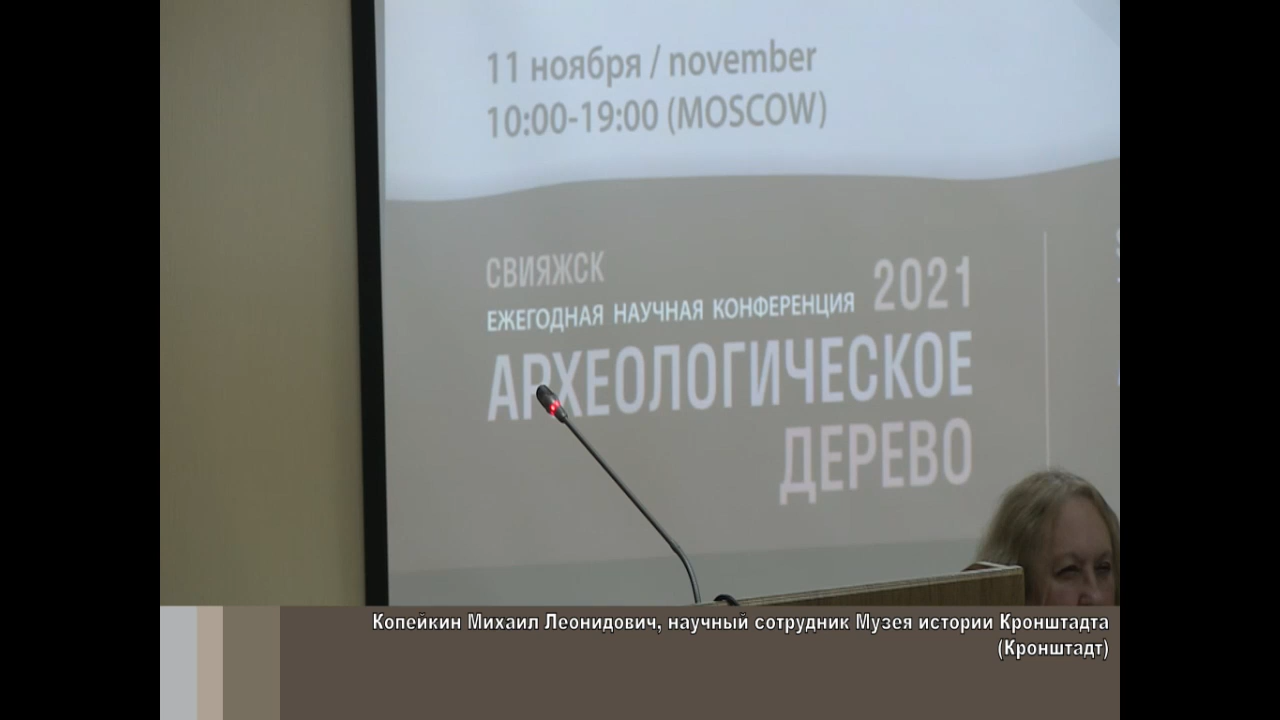 11 ноября / november
10:00-19:00 (MOSCOW)
СВИЯЖСК
ЕЖЕГОДНАЯ НАУЧНАЯ КОНФЕРЕНЦИЯ 2021
АРХЕОЛОГИЧЕСКОЕ
ДЕРЕВО
Копейкин Михаил Леонидович, научный сотрудник Музея истории Кронштадта
(Кронштадт)